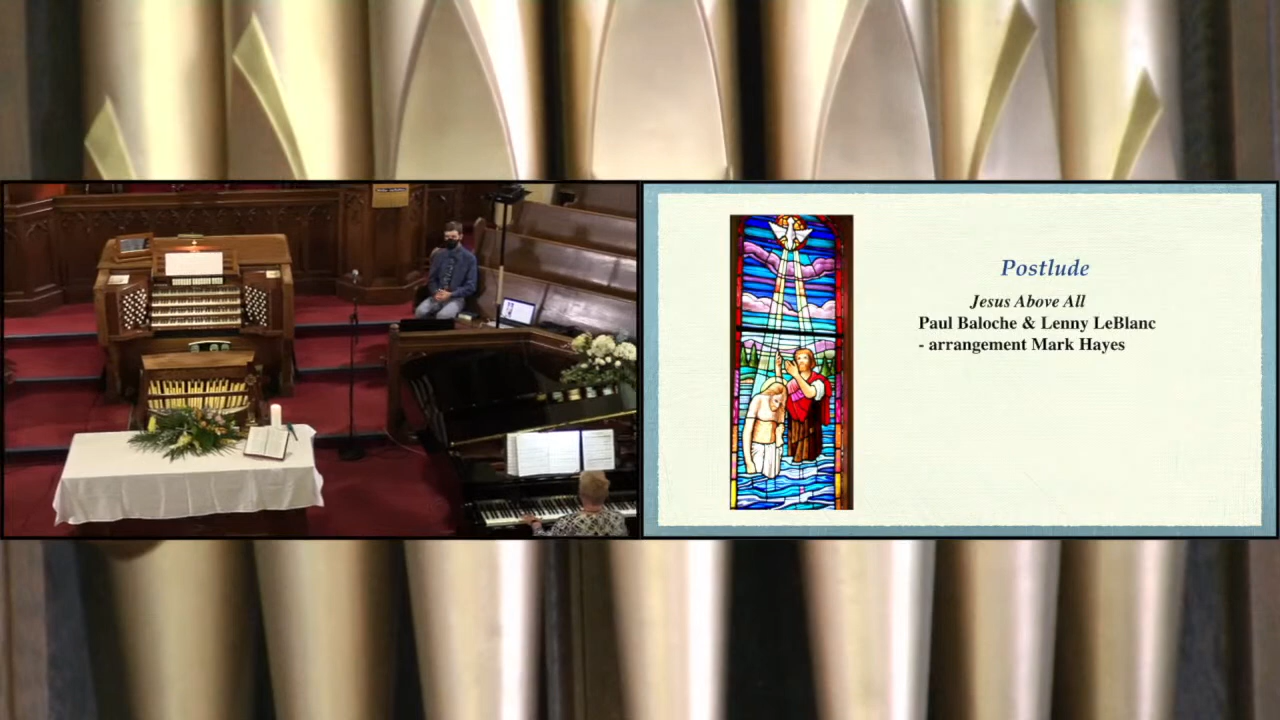 Postlude
Jesus Above All
Paul Baloche & Lenny LeBlanc
- arrangement Mark Hayes